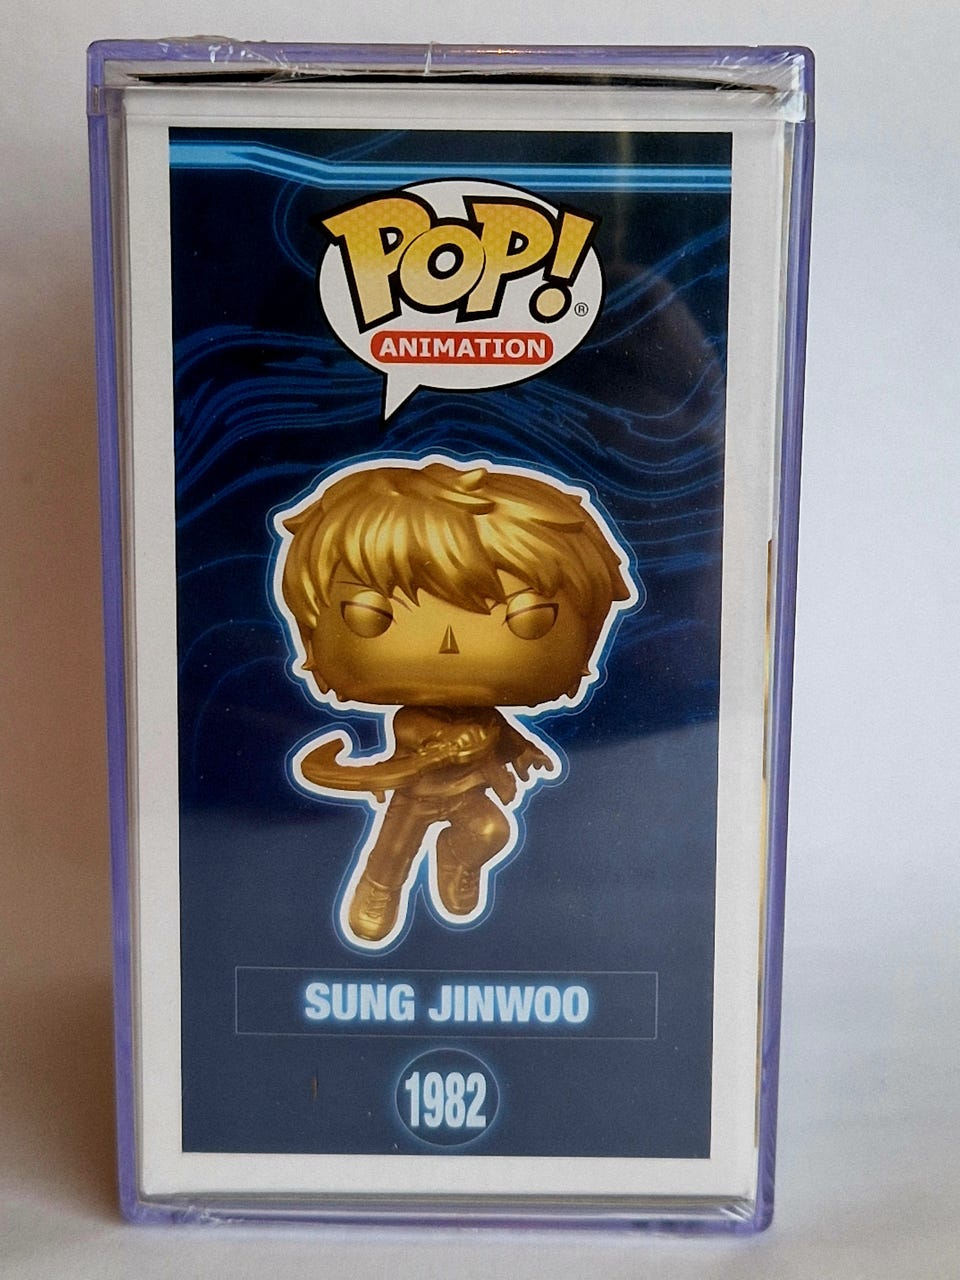 POP!®
ANIMATION
SUNG JINWOO
1982